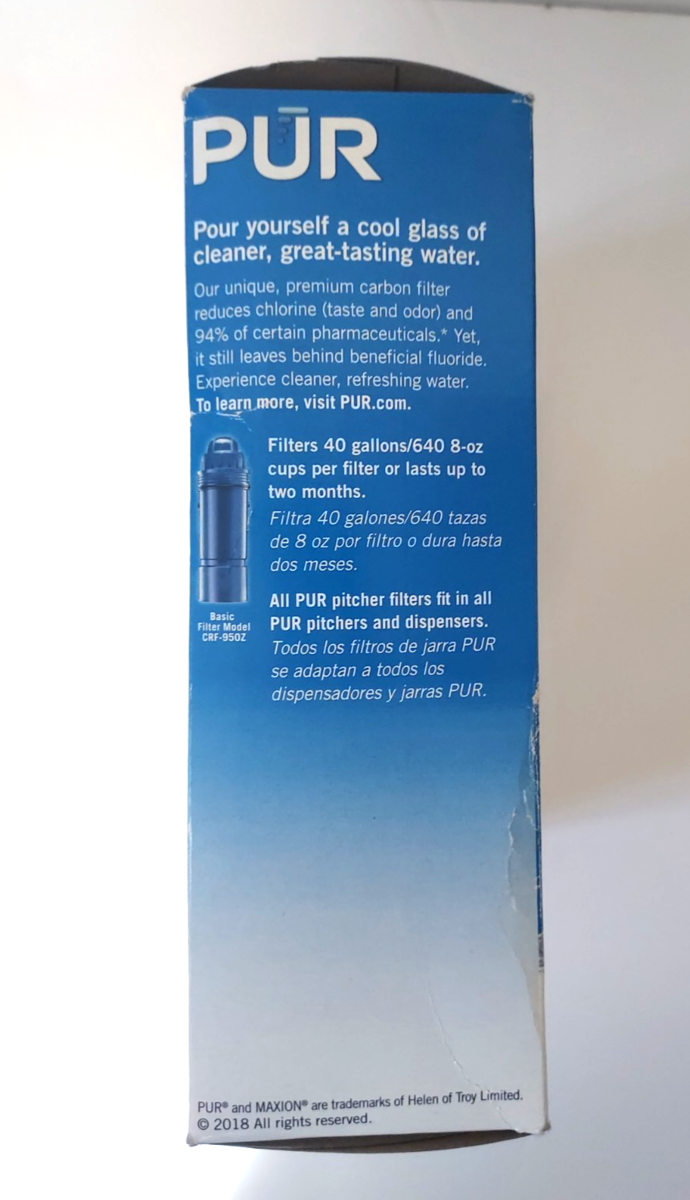 PŪR
Pour yourself a cool glass of
cleaner, great-tasting water.
Our unique, premium carbon filter
reduces chlorine (taste and odor) and
94% of certain pharmaceuticals.* Yet,
it still leaves behind beneficial fluoride.
Experience cleaner, refreshing water.
To learn more, visit PUR.com.
Filters 40 gallons/640 8-oz
cups per filter or lasts up to
two months.
Filtra 40 galones/640 tazas
de 8 oz por filtro o dura hasta
dos meses.
Basic
Filter Model
CRF-950Z
All PUR pitcher filters fit in all
PUR pitchers and dispensers.
Todos los filtros de jarra PUR
se adaptan a todos los
dispensadores y jarras PUR.
PUR® and MAXION® are trademarks of Helen of Troy Limited.
© 2018 All rights reserved.